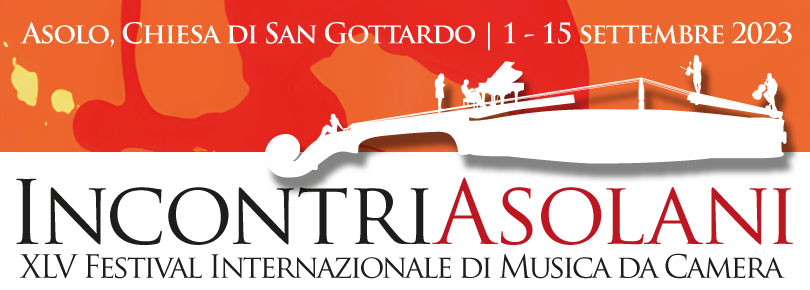 Asolo, Chiesa di San Gottardo | 1 - 15 settembre 2023
IncontriAsolani
XLV Festival Internazionale di Musica da Camera